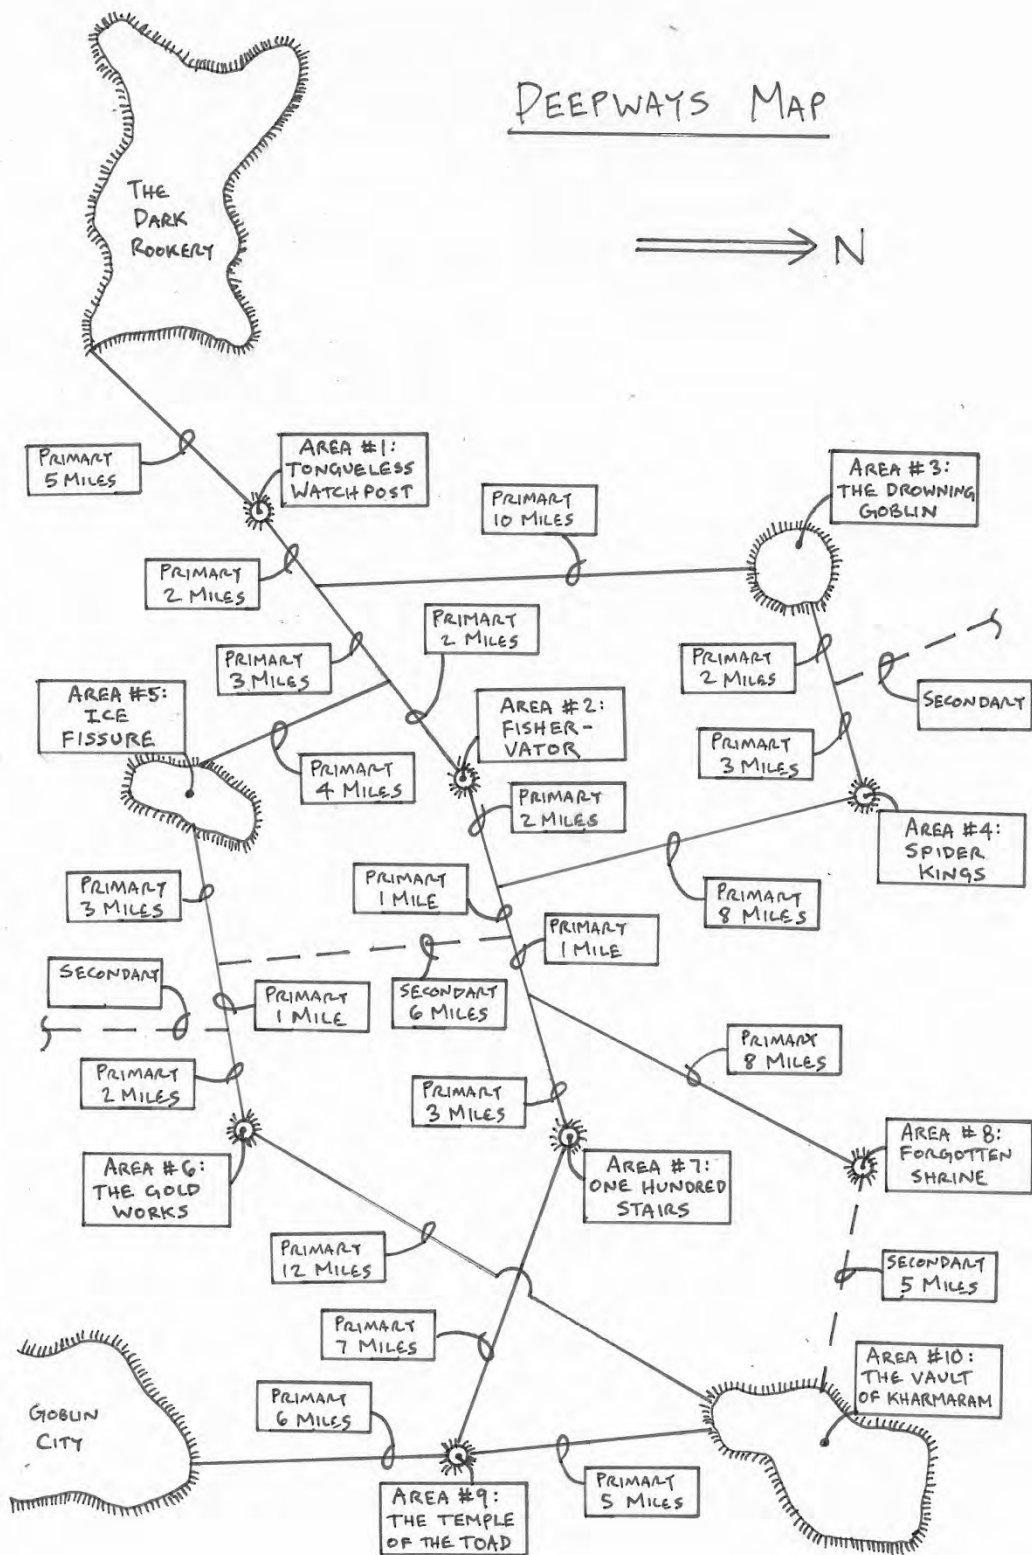 DEEPWAYS MAP
N
THE
DARK
ROOKERY
PRIMARY
5 MILES
AREA #1:
TONGUELESS
WATCHPOST
PRIMARY
10 MILES
AREA #3:
THE DROWNING
GOBLIN
PRIMARY
2 MILES
PRIMARY
2 MILES
PRIMARY
3 MILES
PRIMARY
2 MILES
SECONDARY
AREA #5:
ICE
FISSURE
AREA #2:
FISHER-
VATOR
PRIMARY
3 MILES
PRIMARY
4 MILES
PRIMARY
2 MILES
AREA #4:
SPIDER
KINGS
PRIMARY
3 MILES
PRIMARY
1 MILE
PRIMARY
8 MILES
PRIMARY
1 MILE
SECONDARY
PRIMARY
1 MILE
SECONDARY
6 MILES
PRIMARY
8 MILES
PRIMARY
2 MILES
PRIMARY
3 MILES
AREA #6:
THE GOLD
WORKS
AREA #7:
ONE HUNDRED
STAIRS
AREA #8:
FORGOTTEN
SHRINE
PRIMARY
12 MILES
SECONDARY
5 MILES
PRIMARY
7 MILES
AREA #10:
THE VAULT
OF KHARMARAM
GOBLIN
CITY
PRIMARY
6 MILES
PRIMARY
5 MILES
AREA #9:
THE TEMPLE
OF THE TOAD